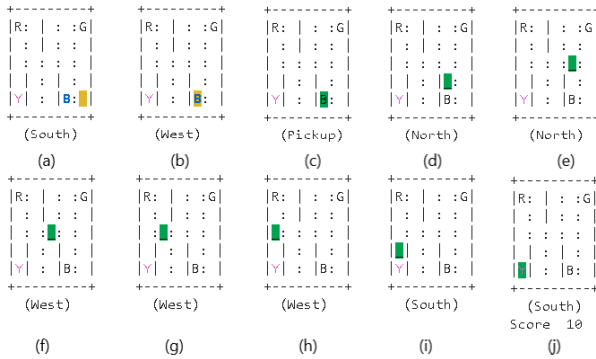 +---------+
|R: | : :G|
| : | : : |
| : : : : |
| | : | : |
|Y| : |B: |
+---------+
(South)
(a)
+---------+
|R: | : :G|
| : | : : |
| : : : : |
| | : | : |
|Y| : |B: |
+---------+
(West)
(b)
+---------+
|R: | : :G|
| : | : : |
| : : : : |
| | : | : |
|Y| : |B: |
+---------+
(Pickup)
(c)
+---------+
|R: | : :G|
| : | : : |
| : : : : |
| | : |_: |
|Y| : |B: |
+---------+
(North)
(d)
+---------+
|R: | : :G|
| : | : : |
| : : :_: |
| | : | : |
|Y| : |B: |
+---------+
(North)
(e)
+---------+
|R: | : :G|
| : | : : |
| : :_: : |
| | : | : |
|Y| : |B: |
+---------+
(West)
(f)
+---------+
|R: | : :G|
| : | : : |
| :_: : : |
| | : | : |
|Y| : |B: |
+---------+
(West)
(g)
+---------+
|R: | : :G|
| : | : : |
|_: : : : |
| | : | : |
|Y| : |B: |
+---------+
(West)
(h)
+---------+
|R: | : :G|
| : | : : |
| : : : : |
|_| : | : |
|Y| : |B: |
+---------+
(South)
(i)
+---------+
|R: | : :G|
| : | : : |
| : : : : |
| | : | : |
|Y| : |B: |
+---------+
(South)
Score 10
(j)